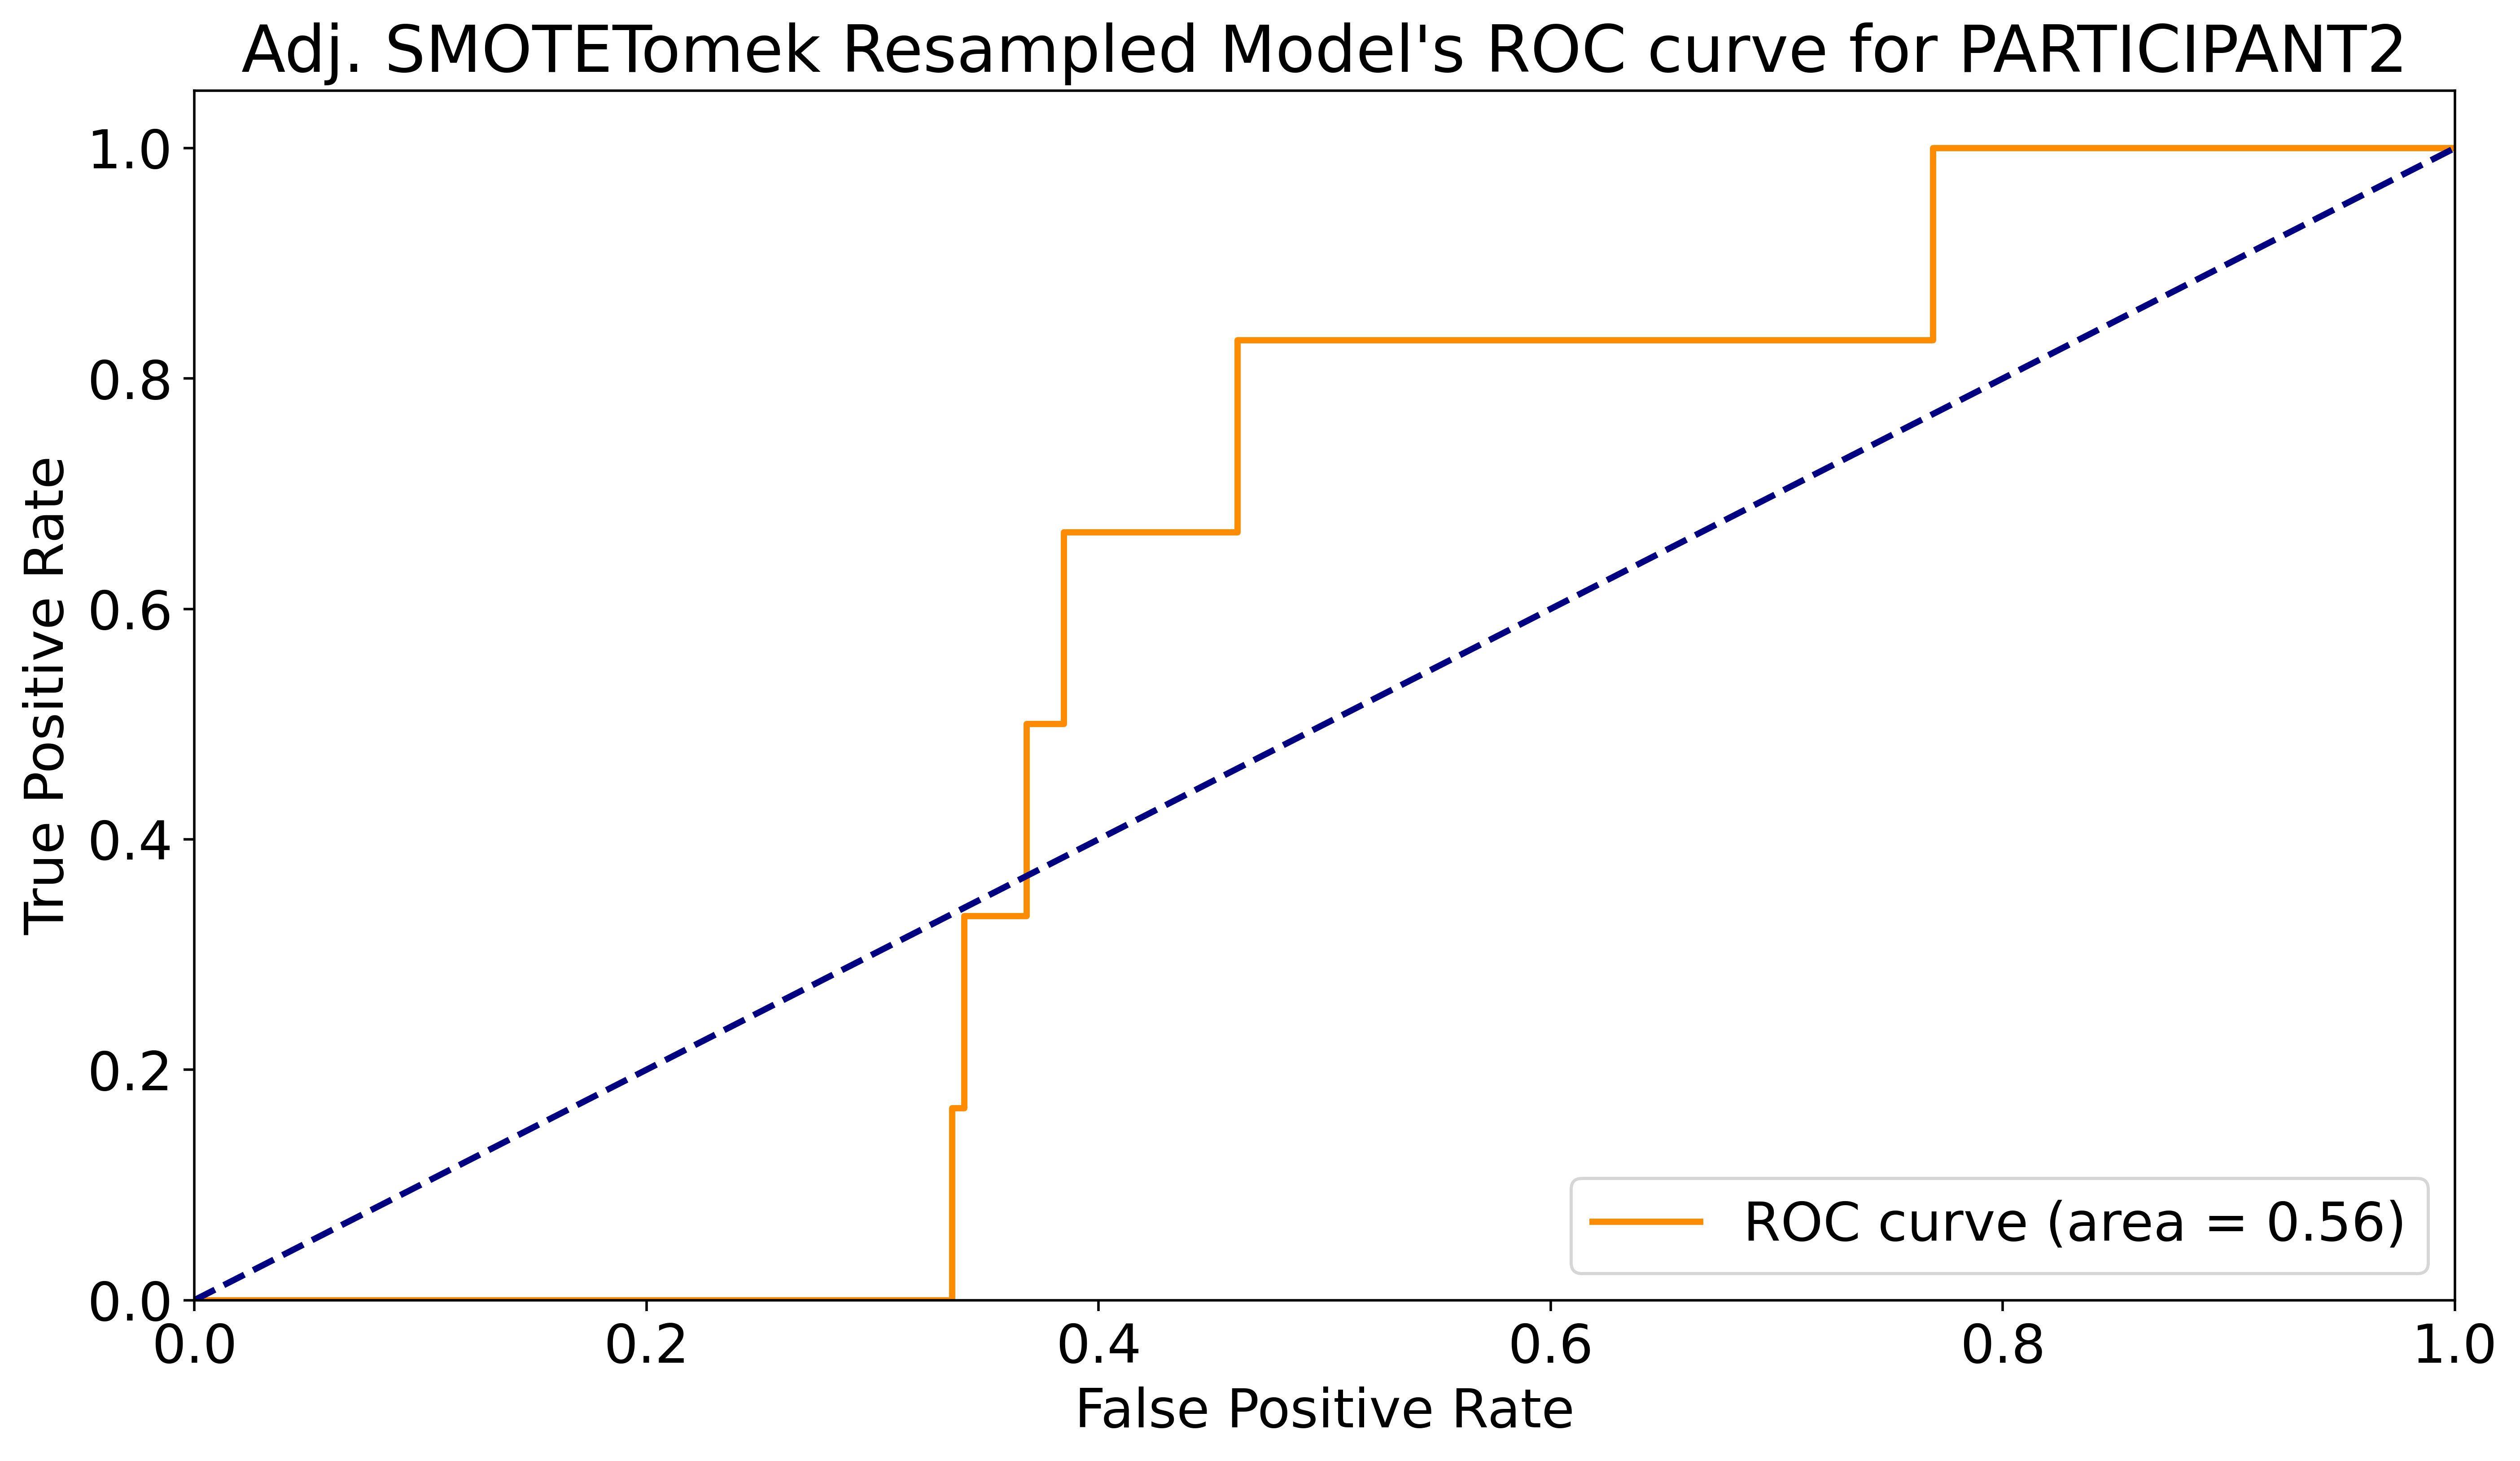 Adj. SMOTETomek Resampled Model's ROC curve for PARTICIPANT2
True Positive Rate
1.0
0.8
0.6
0.4
0.2
0.0
ROC curve (area = 0.56)
0.0 0.2 0.4 0.6 0.8 1.0
False Positive Rate